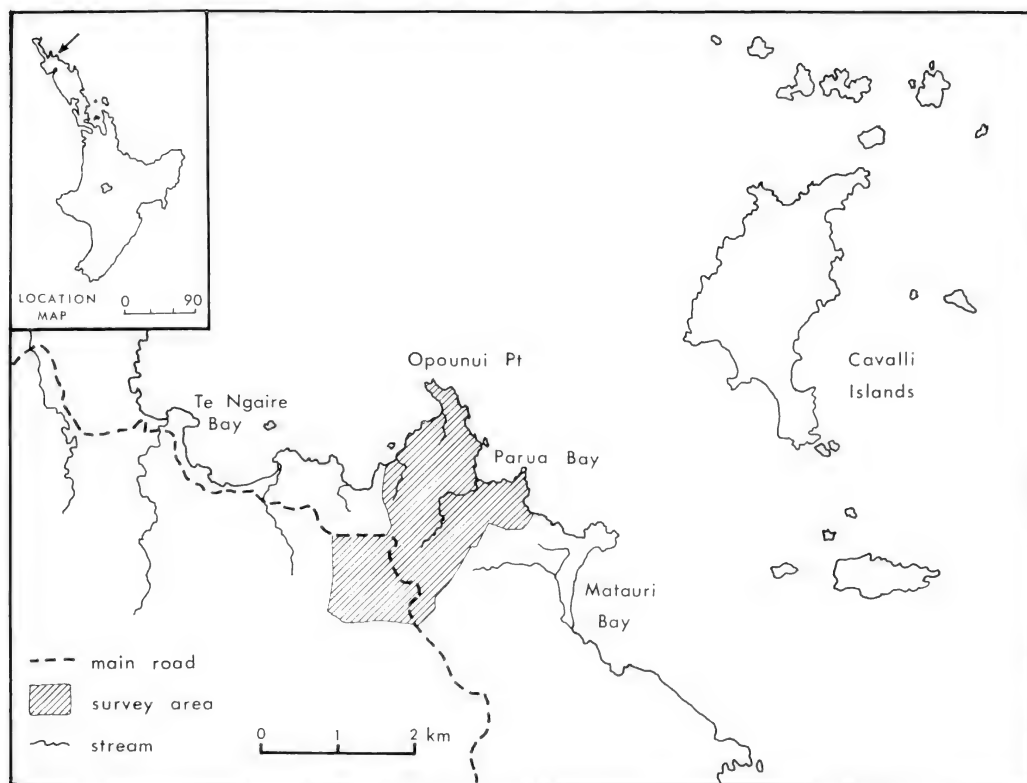 LOCATION
MAP
0 90
Opounui Pt
Te Ngaire
Bay
Cavalli
Islands
Parua Bay
Matauri
Bay
main road
survey area
stream
0 1 2 km